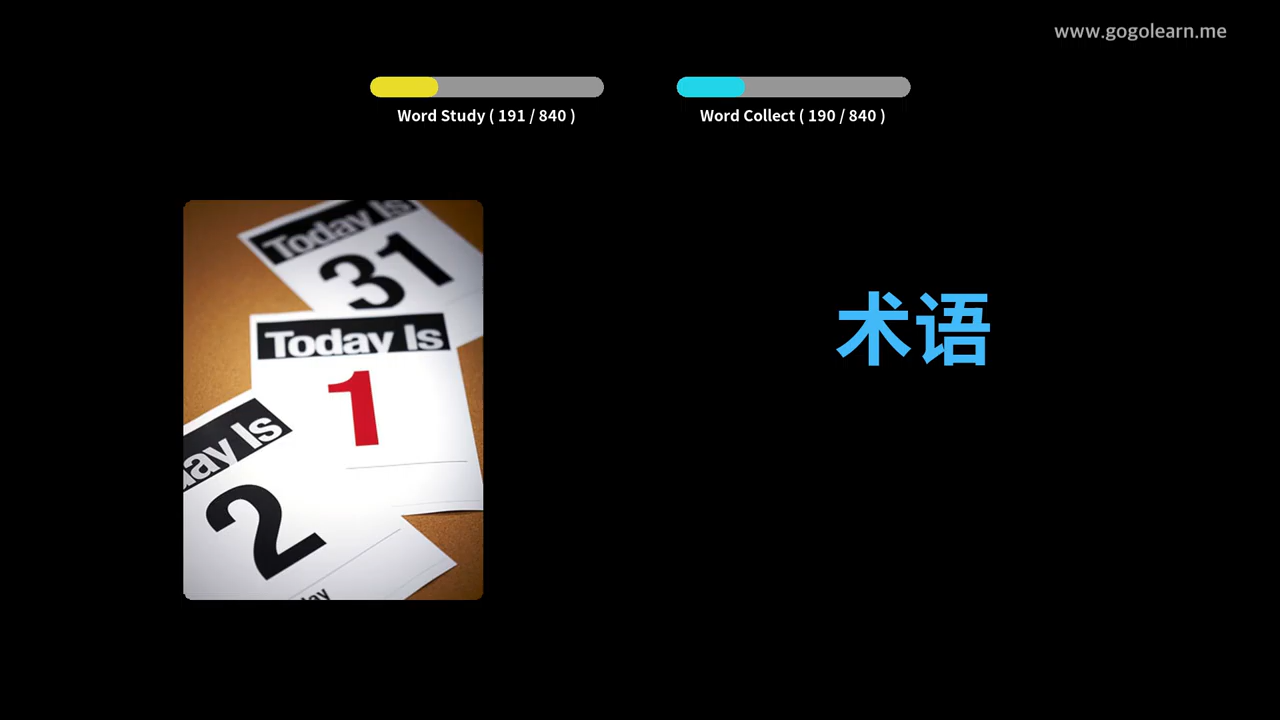 www.gogolearn.me
Word Study ( 191 / 840 )
Word Collect ( 190 / 840 )
Today Is
31
Today Is
1
ay Is
2
ay
术语